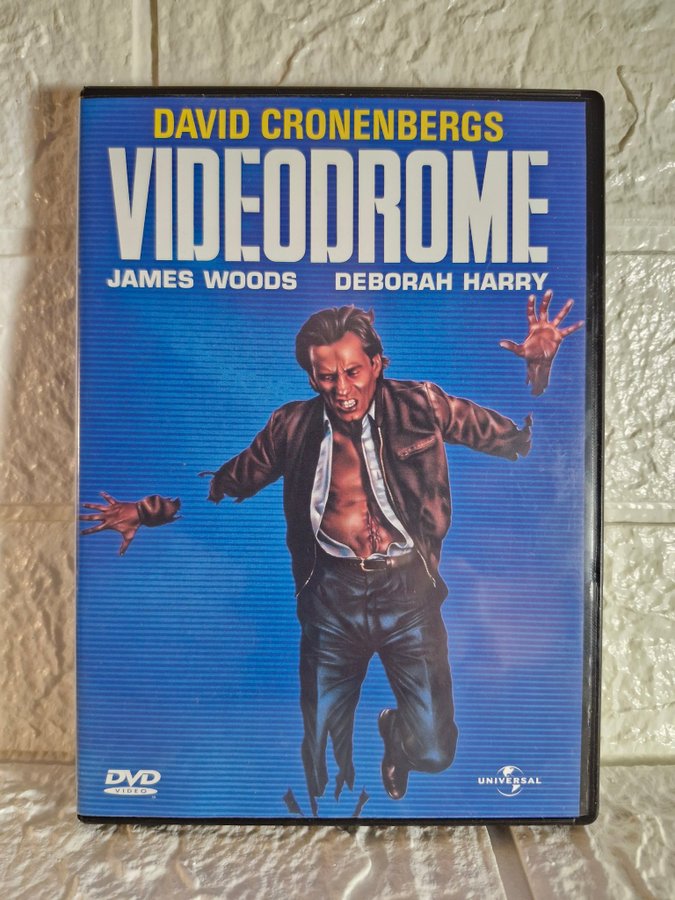 DAVID CRONENBERGS
VIDEODROME
JAMES WOODS DEBORAH HARRY
DVD
VIDEO
UNIVERSAL